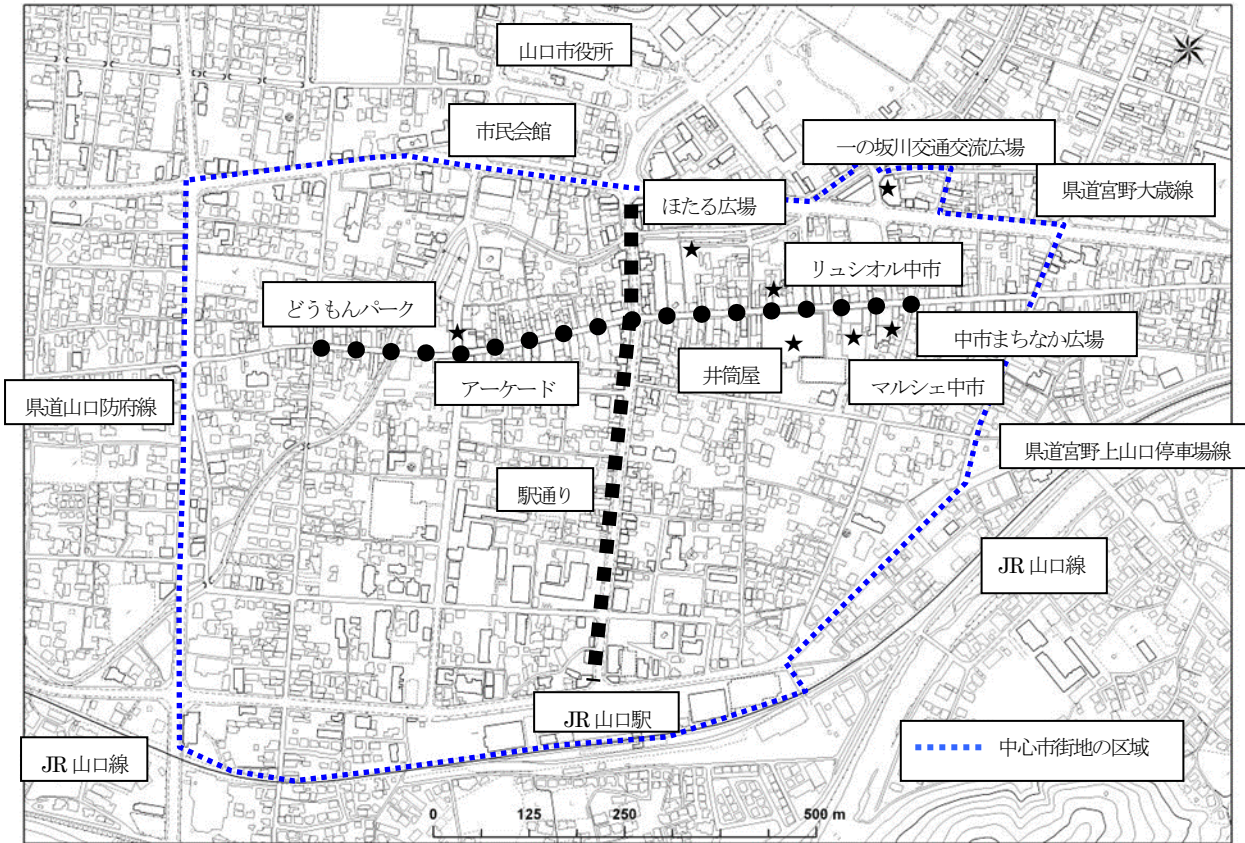 山口市役所
市民会館
一の坂川交通交流広場
県道宮野大歳線
ほたる広場
リュシオル中市
どうもんパーク
中市まちなか広場
井筒屋
アーケード
マルシェ中市
県道山口防府線
県道宮野上山口停車場線
駅通り
JR 山口線
JR 山口駅
中心市街地の区域
JR 山口線
0 125 250 500 m